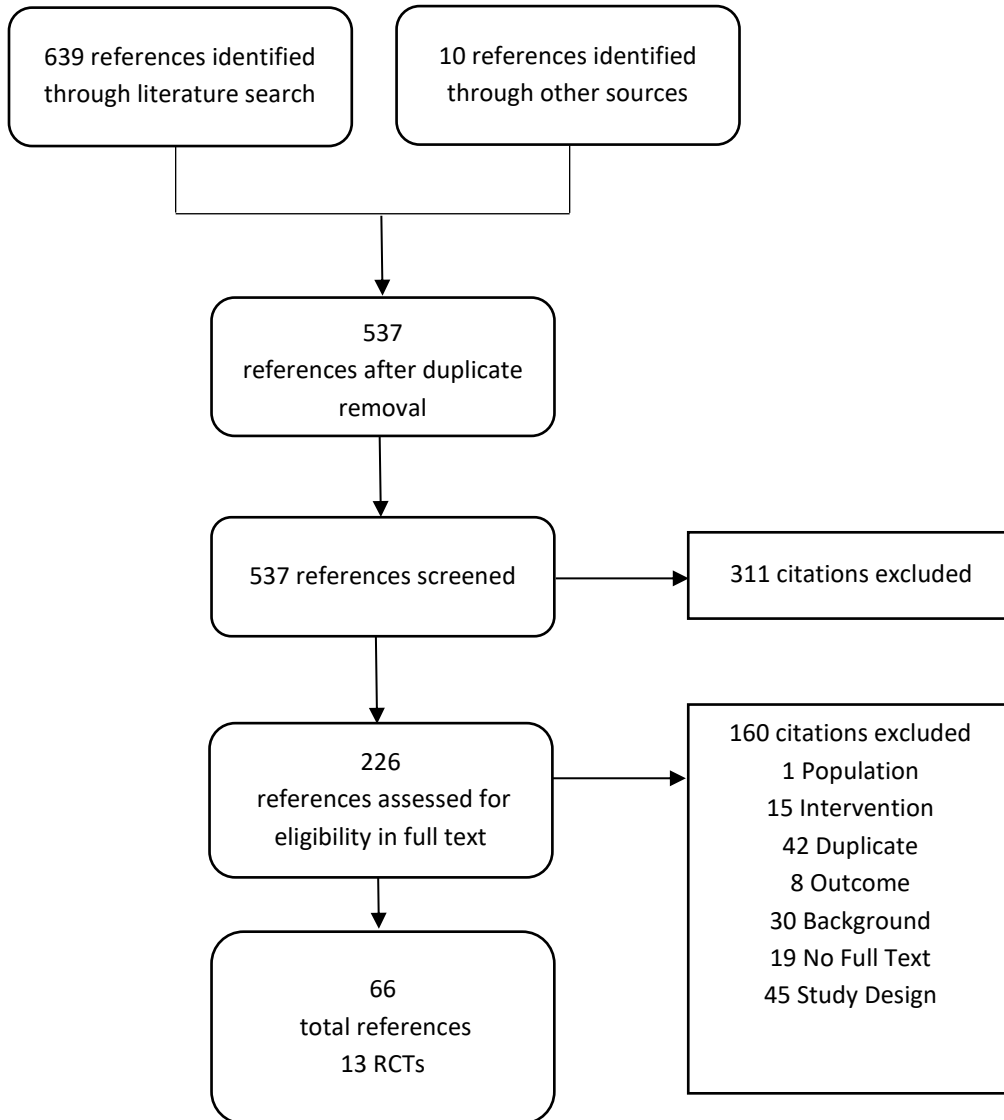 639 references identified
through literature search
10 references identified
through other sources
537
references after duplicate
removal
537 references screened
311 citations excluded
226
references assessed for
eligibility in full text
160 citations excluded
1 Population
15 Intervention
42 Duplicate
8 Outcome
30 Background
19 No Full Text
45 Study Design
66
total references
13 RCTs